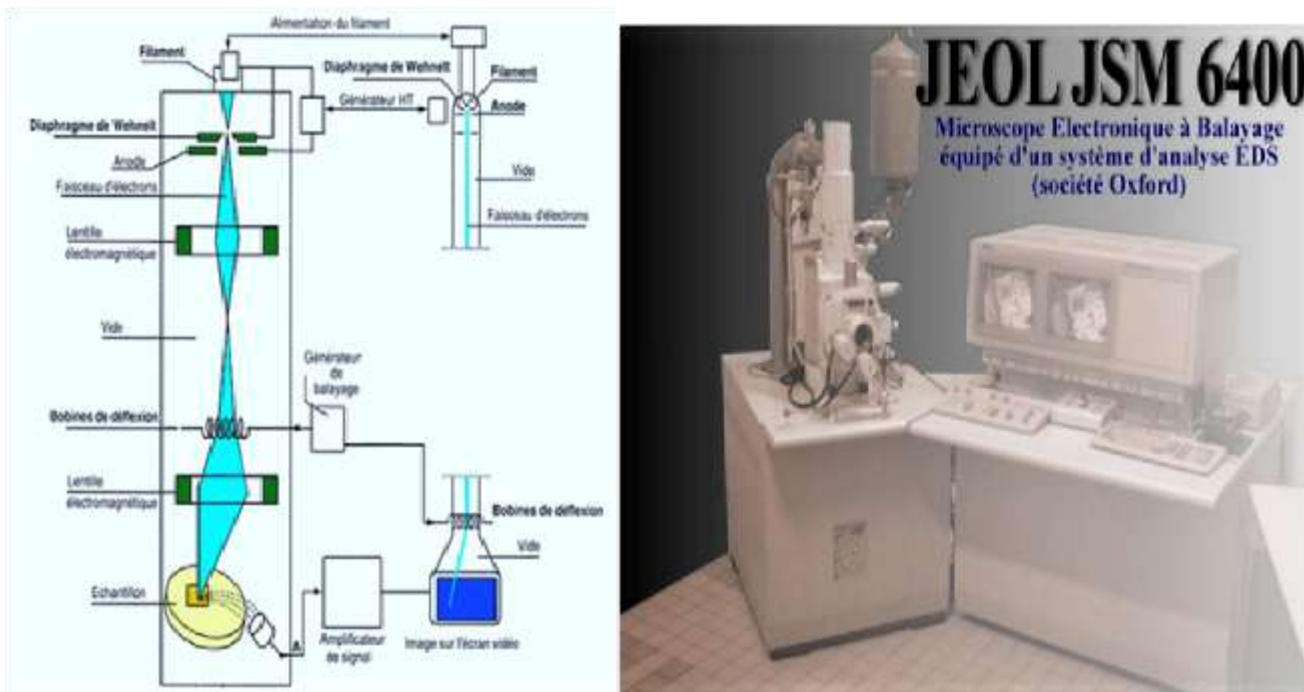 Alimentation du filament
Filament
Diaphragme de Wehnelt
Filament
Anode
Générateur HT
Diaphragme de Wehnelt
Anode
Faisceau d'électrons
Vide
Faisceau d'électrons
Lentille
électromagnétique
Vide
Générateur
de
balayage
Bobines de déflexion
Lentille
électromagnétique
Bobines de déflexion
Vide
Echantillon
A
Amplificateur
de signal
Image sur l'écran vidéo
JEOL JSM 6400
Microscope Electronique à Balayage
équipé d'un système d'analyse EDS
(société Oxford)